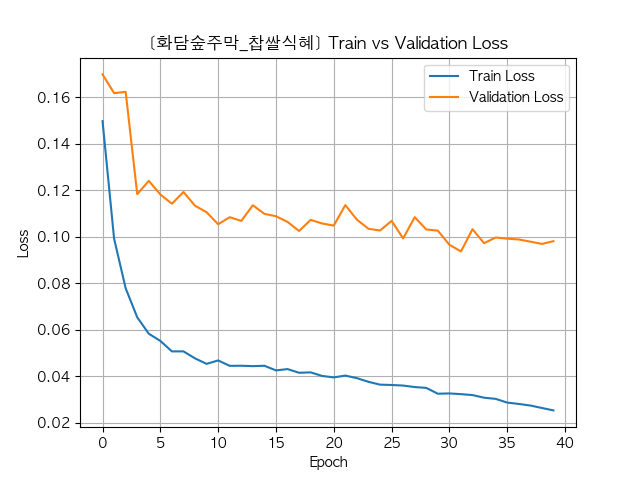 [화담숲주막_찹쌀식혜] Train vs Validation Loss
Train Loss
Validation Loss
Loss
0.16
0.14
0.12
0.10
0.08
0.06
0.04
0.02
0 5 10 15 20 25 30 35 40
Epoch